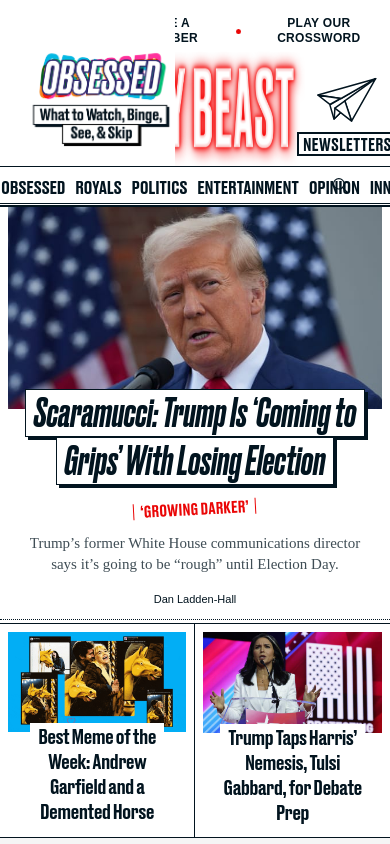 E A
BER
PLAY OUR
CROSSWORD
OBSESSED
What to Watch, Binge,
See, & Skip
Y BEAST
NEWSLETTERS
OBSESSED ROYALS POLITICS ENTERTAINMENT OPINION INN
Scaramucci: Trump Is ‘Coming to
Grips’ With Losing Election
‘GROWING DARKER’
Trump’s former White House communications director
says it’s going to be “rough” until Election Day.
Dan Ladden-Hall
Best Meme of the
Week: Andrew
Garfield and a
Demented Horse
Trump Taps Harris’
Nemesis, Tulsi
Gabbard, for Debate
Prep